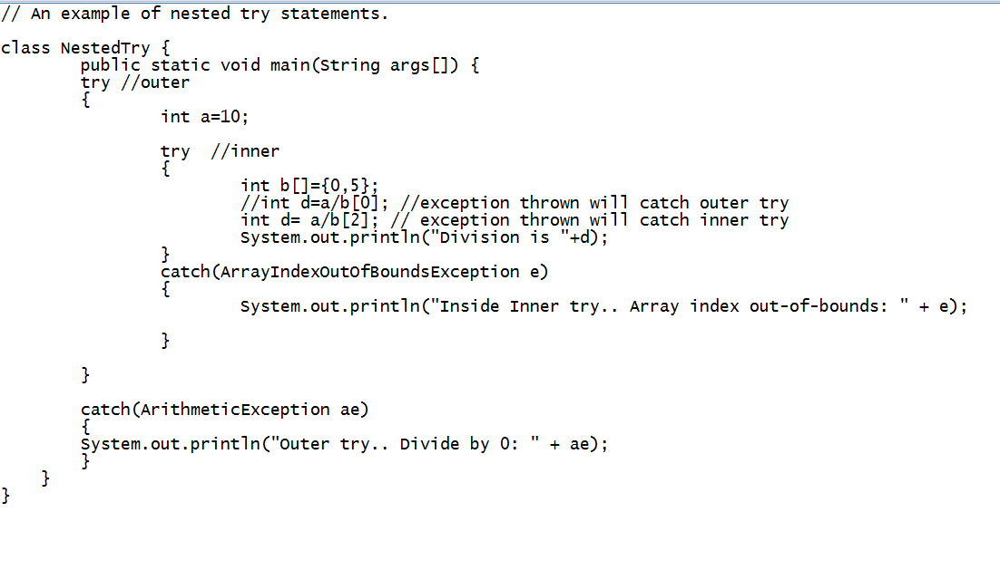 // An example of nested try statements.
class NestedTry {
public static void main(String args[]) {
try //outer
{
int a=10;
try //inner
{
int b[]={0,5};
//int d=a/b[0]; //exception thrown will catch outer try
int d= a/b[2]; // exception thrown will catch inner try
System.out.println("Division is "+d);
}
catch(ArrayIndexOutOfBoundsException e)
{
System.out.println("Inside Inner try.. Array index out-of-bounds: " + e);
}
}
catch(ArithmeticException ae)
{
System.out.println("Outer try.. Divide by 0: " + ae);
}
}
}